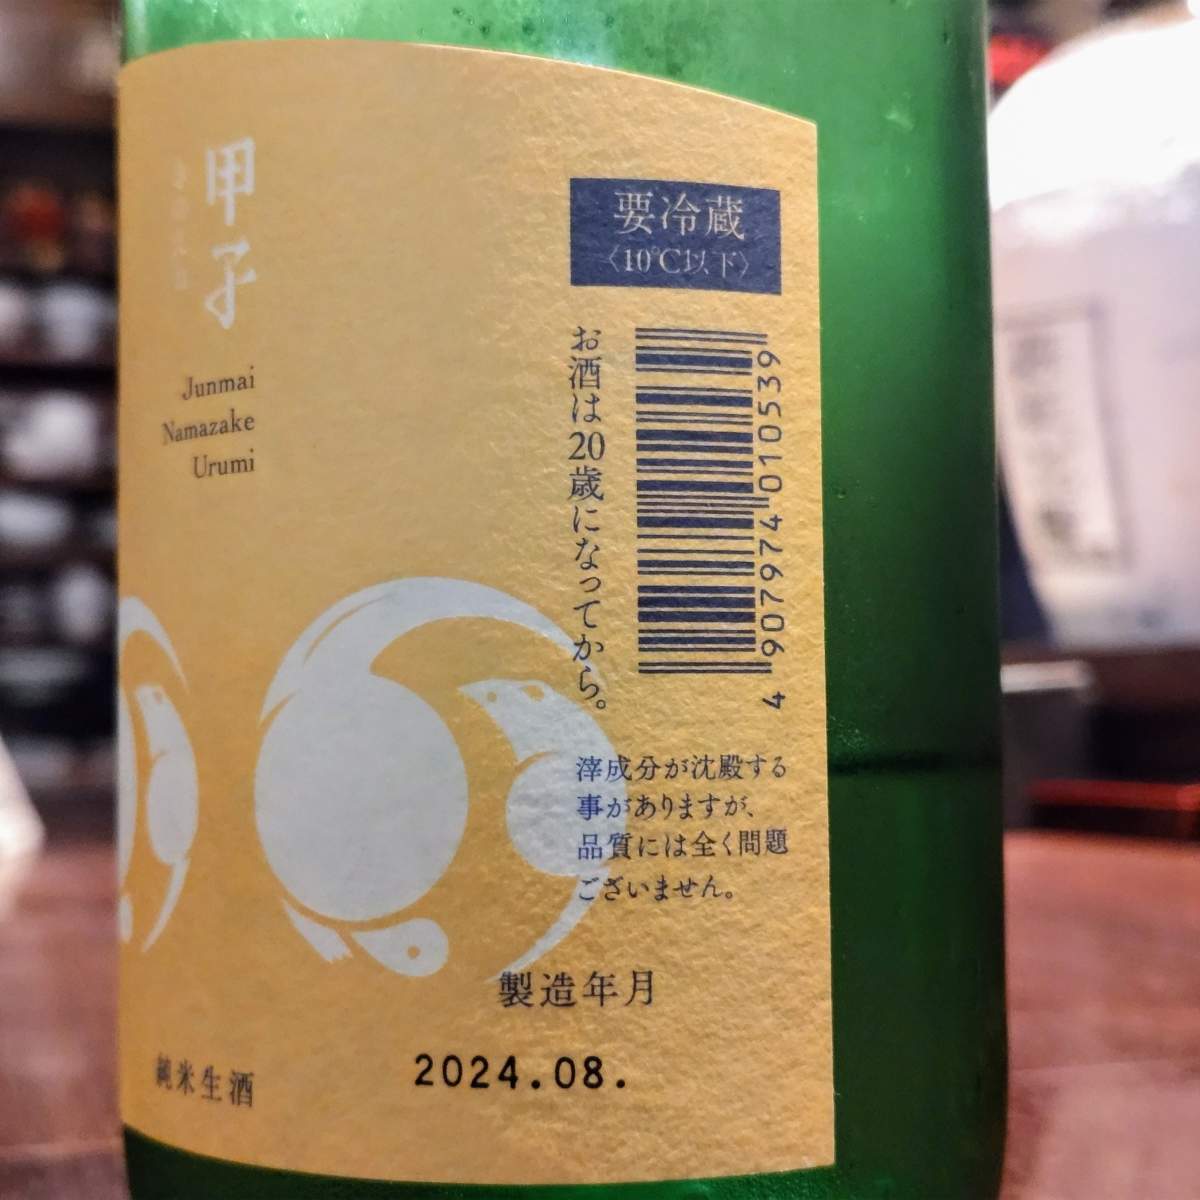 甲子
Junmai
Namazake
Urumi
要冷蔵
〈10℃以下〉
お酒は20歳になってから。
4 907974 010539
滓成分が沈殿する
事がありますが、
品質には全く問題
ございません。
製造年月
2024.08.
純米生酒